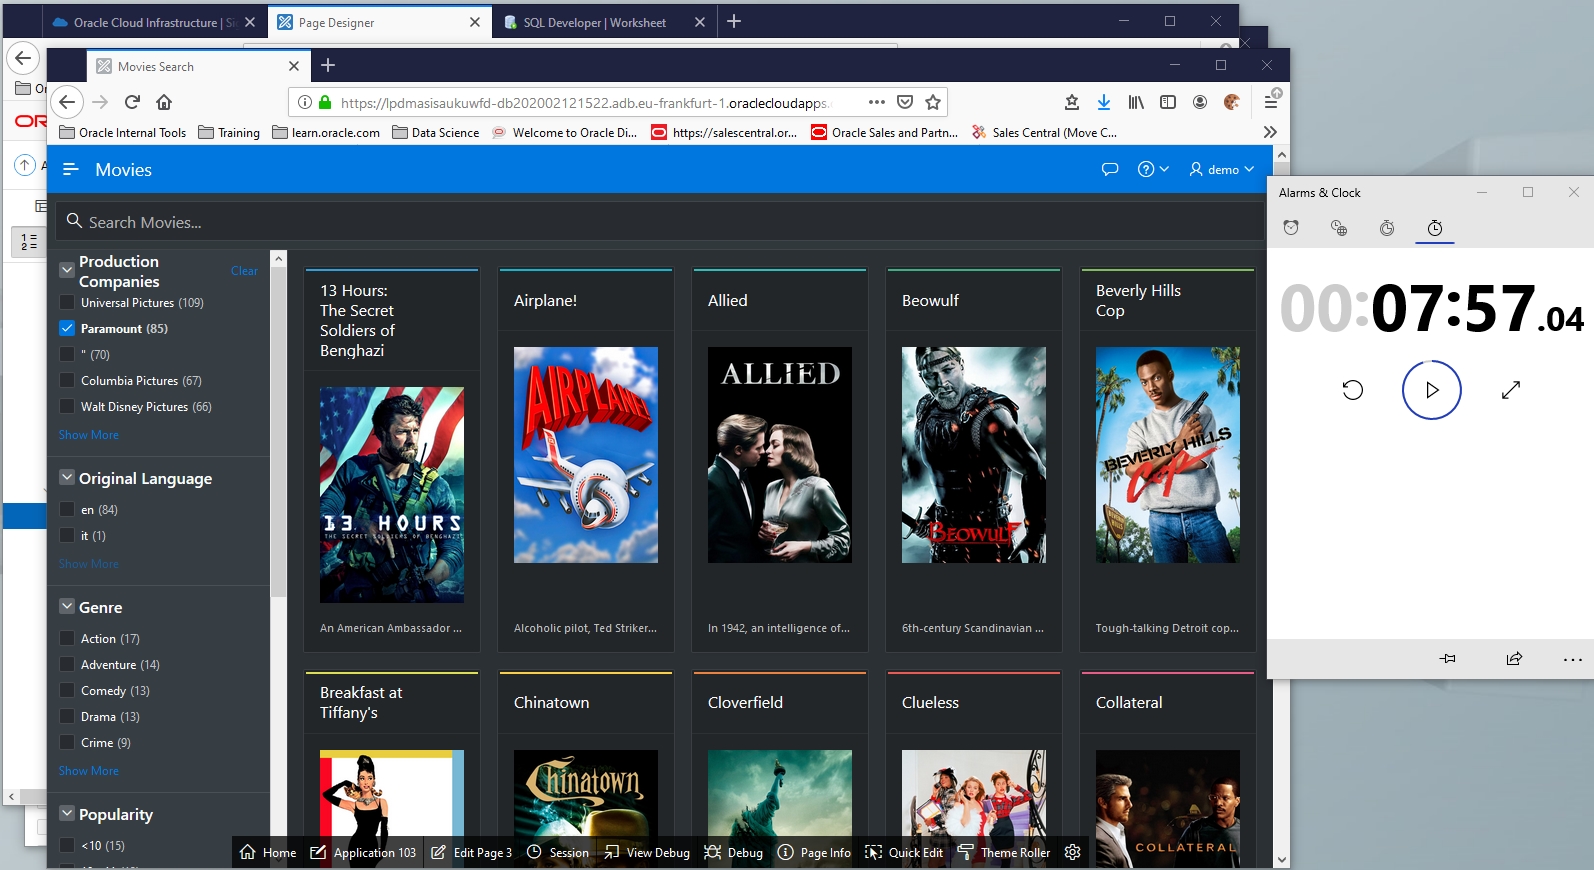 Oracle Cloud Infrastructure | Si
Page Designer
SQL Developer | Worksheet
Movies Search
https://lpdmasisaukuwfd-db202002121522.adb.eu-frankfurt-1.oraclecloudapps.
Or
Oracle Internal Tools
Training
learn.oracle.com
Data Science
Welcome to Oracle Di...
https://salescentral.or...
Oracle Sales and Partn...
Sales Central (Move C...
OR
A
Movies
demo
Search Movies...
Production Companies
Clear
Universal Pictures (109)
Paramount (85)
" (70)
Columbia Pictures (67)
Walt Disney Pictures (66)
Show More
Original Language
en (84)
it (1)
Show More
Genre
Action (17)
Adventure (14)
Comedy (13)
Drama (13)
Crime (9)
Show More
Popularity
<10 (15)
13 Hours:
The Secret
Soldiers of
Benghazi
13 HOURS
THE SECRET SOLDIERS OF BENGHAZI
An American Ambassador ...
Airplane!
AIRPLANE!
Alcoholic pilot, Ted Striker...
Allied
ALLIED
In 1942, an intelligence of...
Beowulf
BEOWULF
6th-century Scandinavian ...
Beverly Hills
Cop
BEVERLY HILLS
Cop
Tough-talking Detroit cop...
Breakfast at
Tiffany's
Chinatown
Chinatown
Cloverfield
Clueless
Collateral
COLLATERAL
Home
Application 103
Edit Page 3
Session
View Debug
Debug
Page Info
Quick Edit
Theme Roller
Alarms & Clock
00:07:57.04